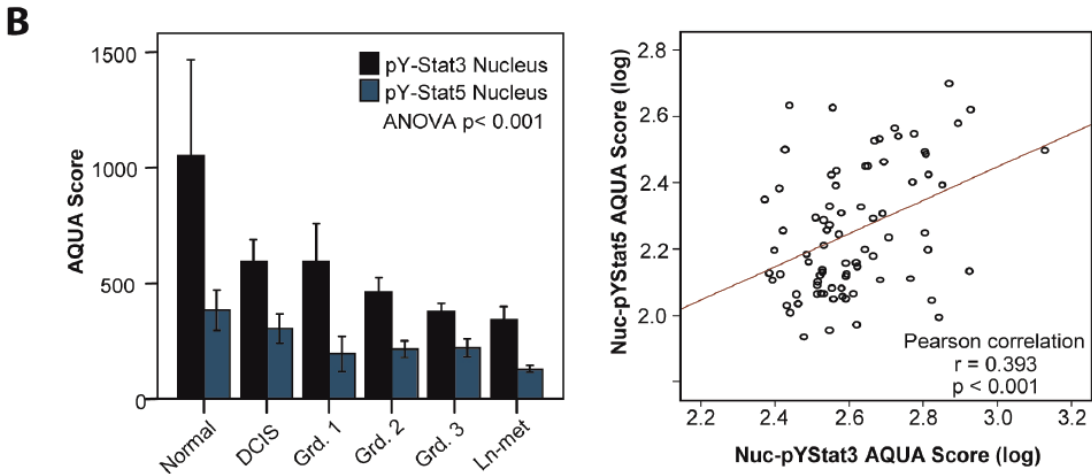 B
1500
1000
500
0
AQUA Score
pY-Stat3 Nucleus
pY-Stat5 Nucleus
ANOVA p< 0.001
Normal
DCIS
Grd. 1
Grd. 2
Grd. 3
Ln-met
2.8
2.6
2.4
2.2
2.0
Nuc-pYStat5 AQUA Score (log)
Pearson correlation
r = 0.393
p < 0.001
2.2 2.4 2.6 2.8 3.0 3.2
Nuc-pYStat3 AQUA Score (log)